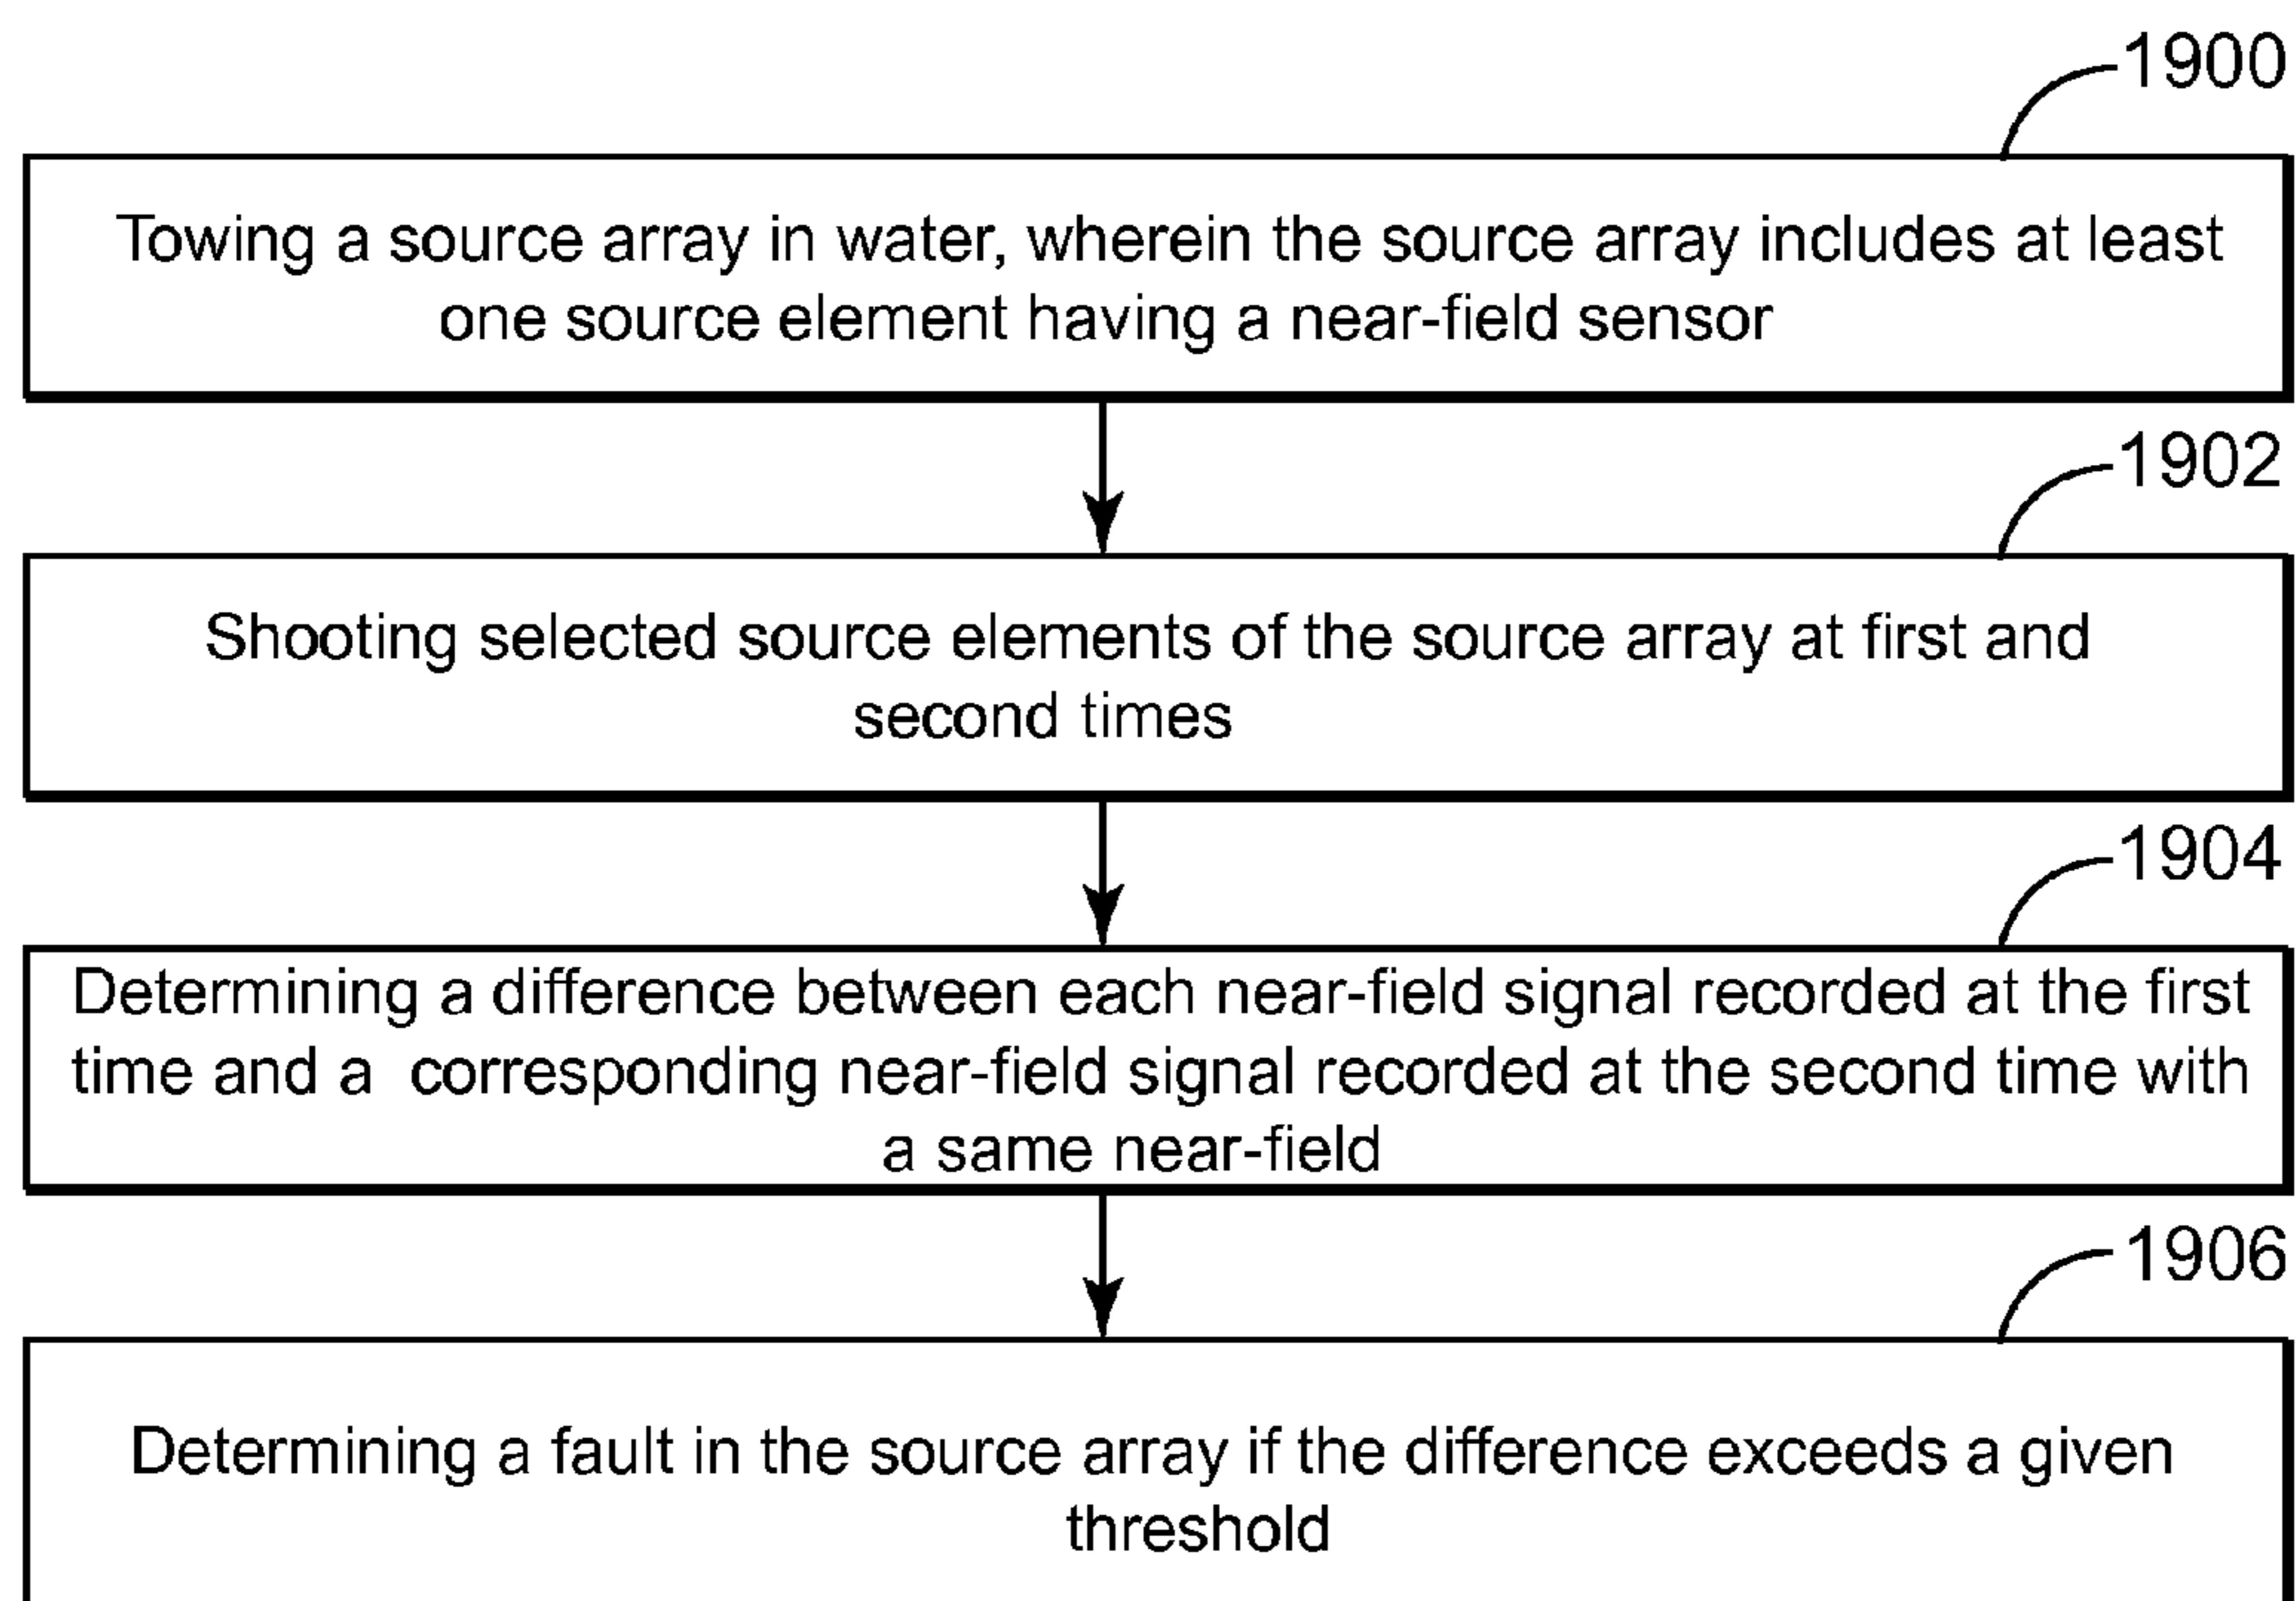 1900
Towing a source array in water, wherein the source array includes at least
one source element having a near-field sensor
1902
Shooting selected source elements of the source array at first and
second times
1904
Determining a difference between each near-field signal recorded at the first
time and a corresponding near-field signal recorded at the second time with
a same near-field
1906
Determining a fault in the source array if the difference exceeds a given
threshold